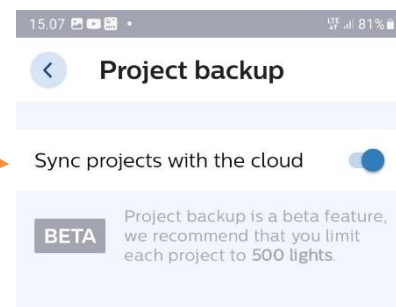 15.07 LTE 81%
Project backup
Sync projects with the cloud
BETA
Project backup is a beta feature,
we recommend that you limit
each project to 500 lights.